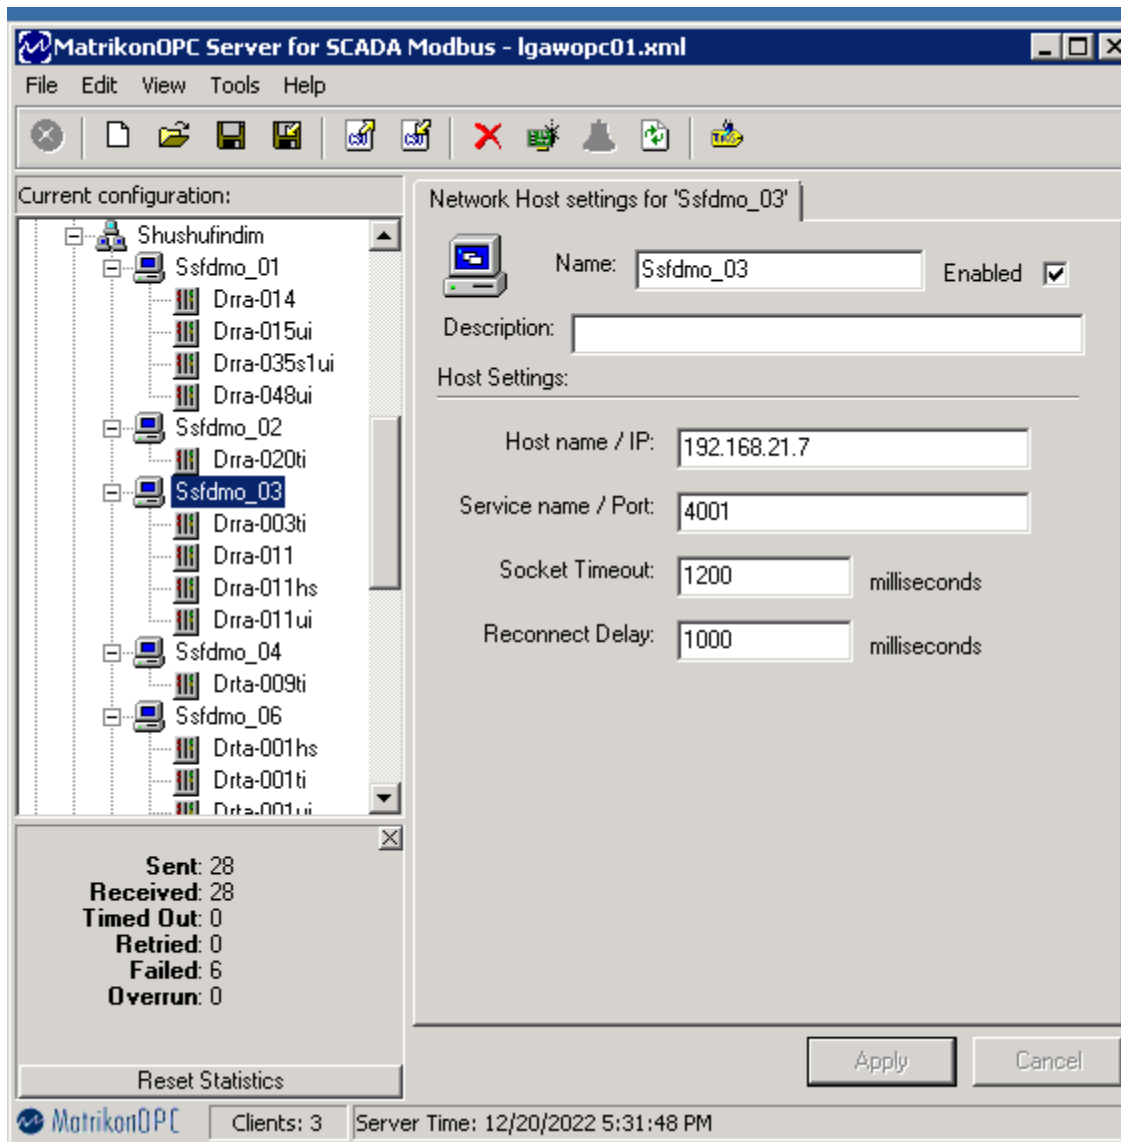 MatrikonOPC Server for SCADA Modbus - lgawopc01.xml
File Edit View Tools Help
Current configuration:
Shushufindim
Ssfdmo_01
Drra-014
Drra-015ui
Drra-035s1ui
Drra-048ui
Ssfdmo_02
Drra-020ti
Ssfdmo_03
Drra-003ti
Drra-011
Drra-011hs
Drra-011ui
Ssfdmo_04
Drta-009ti
Ssfdmo_06
Drta-001hs
Drta-001ti
Drta-001ui
Sent: 28
Received: 28
Timed Out: 0
Retried: 0
Failed: 6
Overrun: 0
Reset Statistics
Network Host settings for 'Ssfdmo_03'
Name: Ssfdmo_03 Enabled
Description:
Host Settings:
Host name / IP: 192.168.21.7
Service name / Port: 4001
Socket Timeout: 1200 milliseconds
Reconnect Delay: 1000 milliseconds
Apply Cancel
MatrikonOPC Clients: 3 Server Time: 12/20/2022 5:31:48 PM